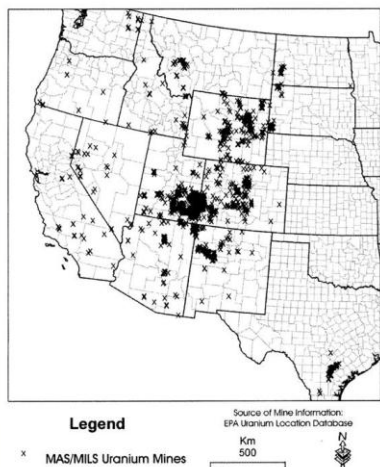 Legend
x MAS/MILS Uranium Mines
Source of Mine Information:
EPA Uranium Location Database
Km
500
N